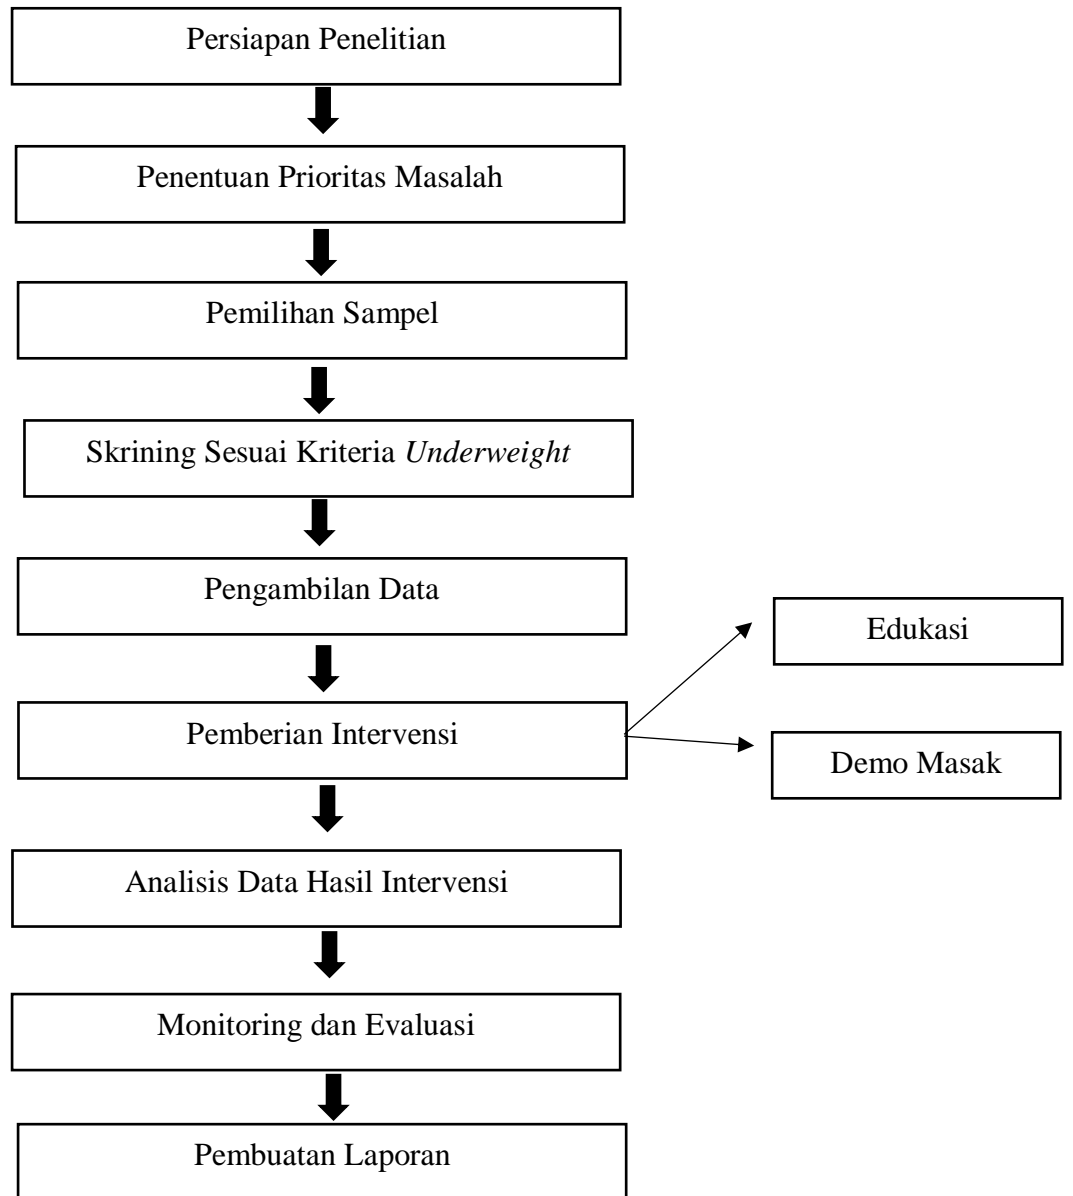 Persiapan Penelitian
Penentuan Prioritas Masalah
Pemilihan Sampel
Skrining Sesuai Kriteria Underweight
Pengambilan Data
Edukasi
Pemberian Intervensi
Demo Masak
Analisis Data Hasil Intervensi
Monitoring dan Evaluasi
Pembuatan Laporan